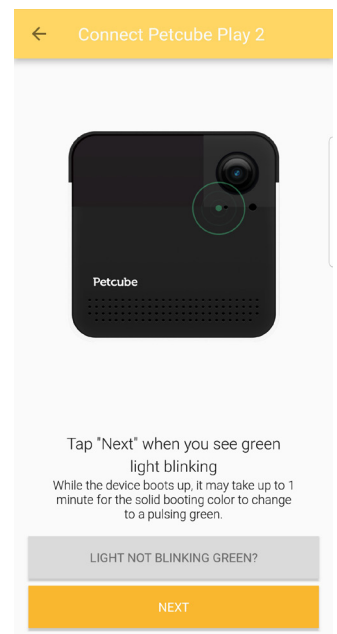 Connect Petcube Play 2
Petcube
Tap "Next" when you see green
light blinking
While the device boots up, it may take up to 1
minute for the solid booting color to change
to a pulsing green.
LIGHT NOT BLINKING GREEN?
NEXT